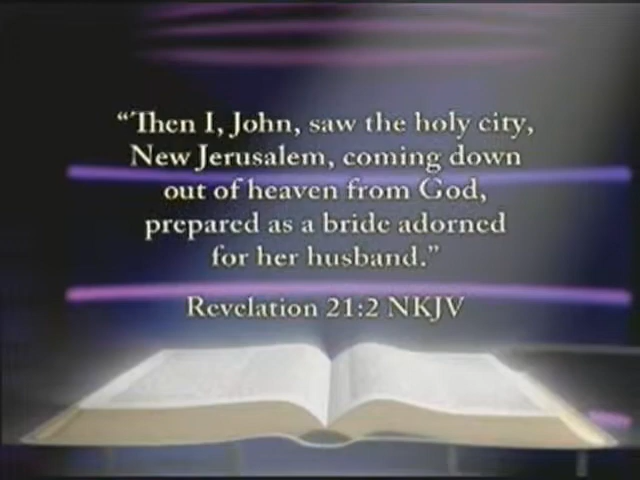 “Then I, John, saw the holy city,
New Jerusalem, coming down
out of heaven from God,
prepared as a bride adorned
for her husband.”
Revelation 21:2 NKJV